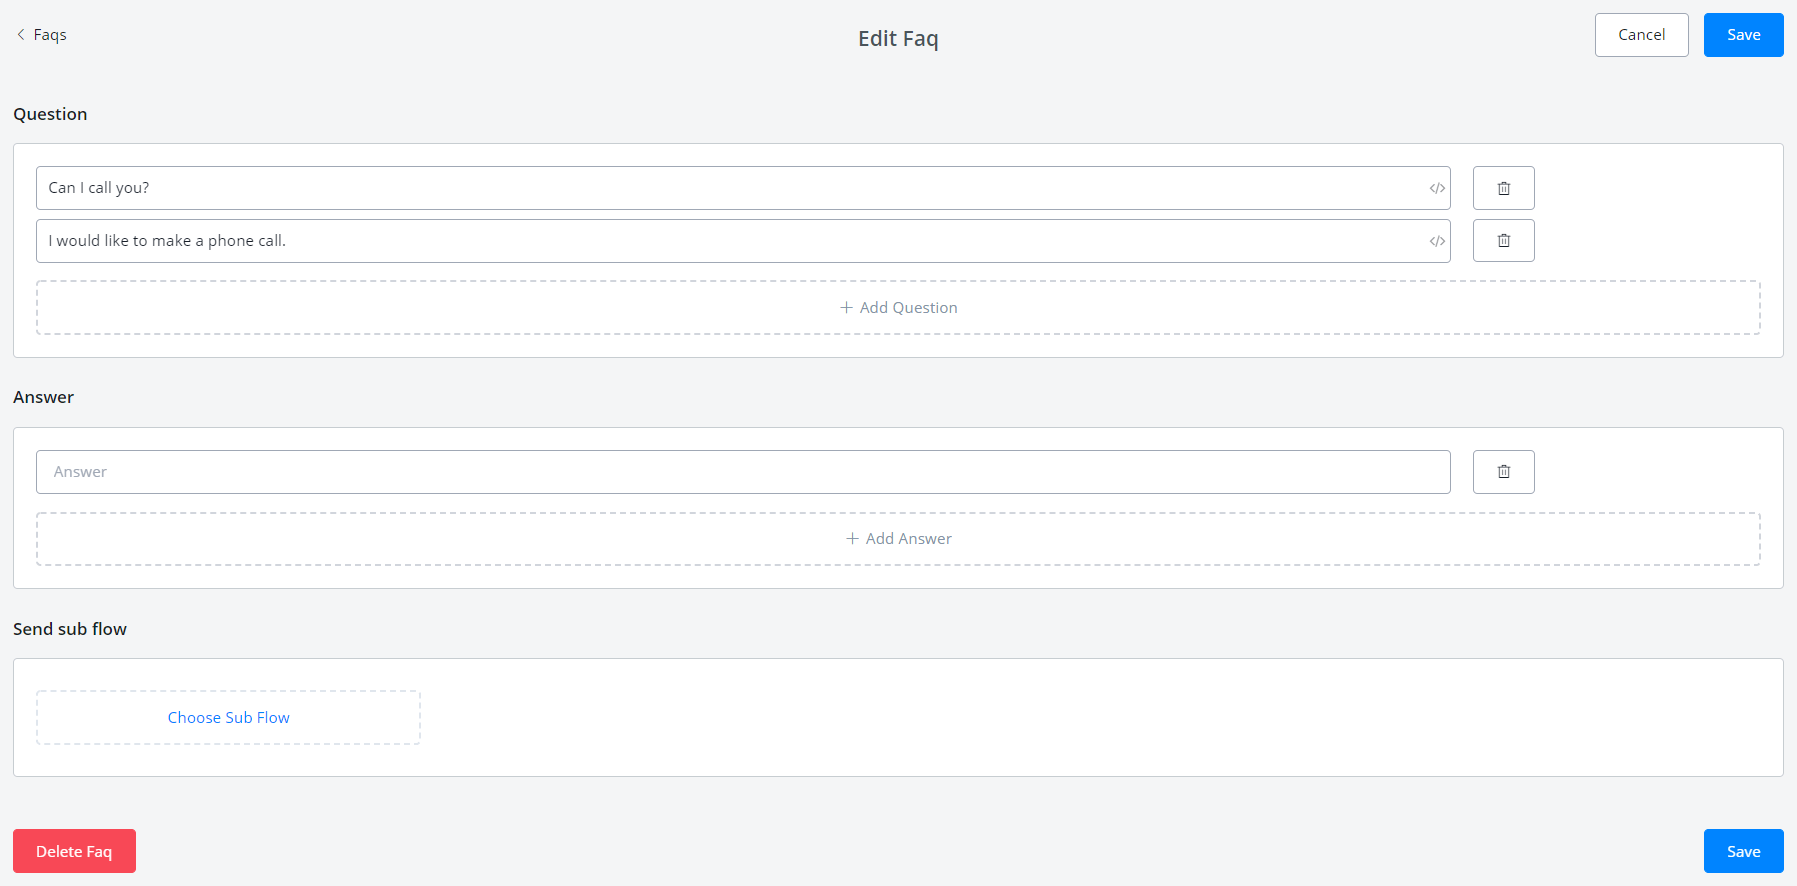 Faqs
Edit Faq
Cancel
Save
Question
Can I call you?
</>
I would like to make a phone call.
</>
+ Add Question
Answer
Answer
+ Add Answer
Send sub flow
Choose Sub Flow
Delete Faq
Save